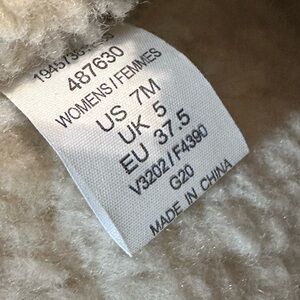 487630
WOMENS / FEMMES
US 7M
UK 5
EU 37.5
V3202 / F4390
G20
MADE IN CHINA